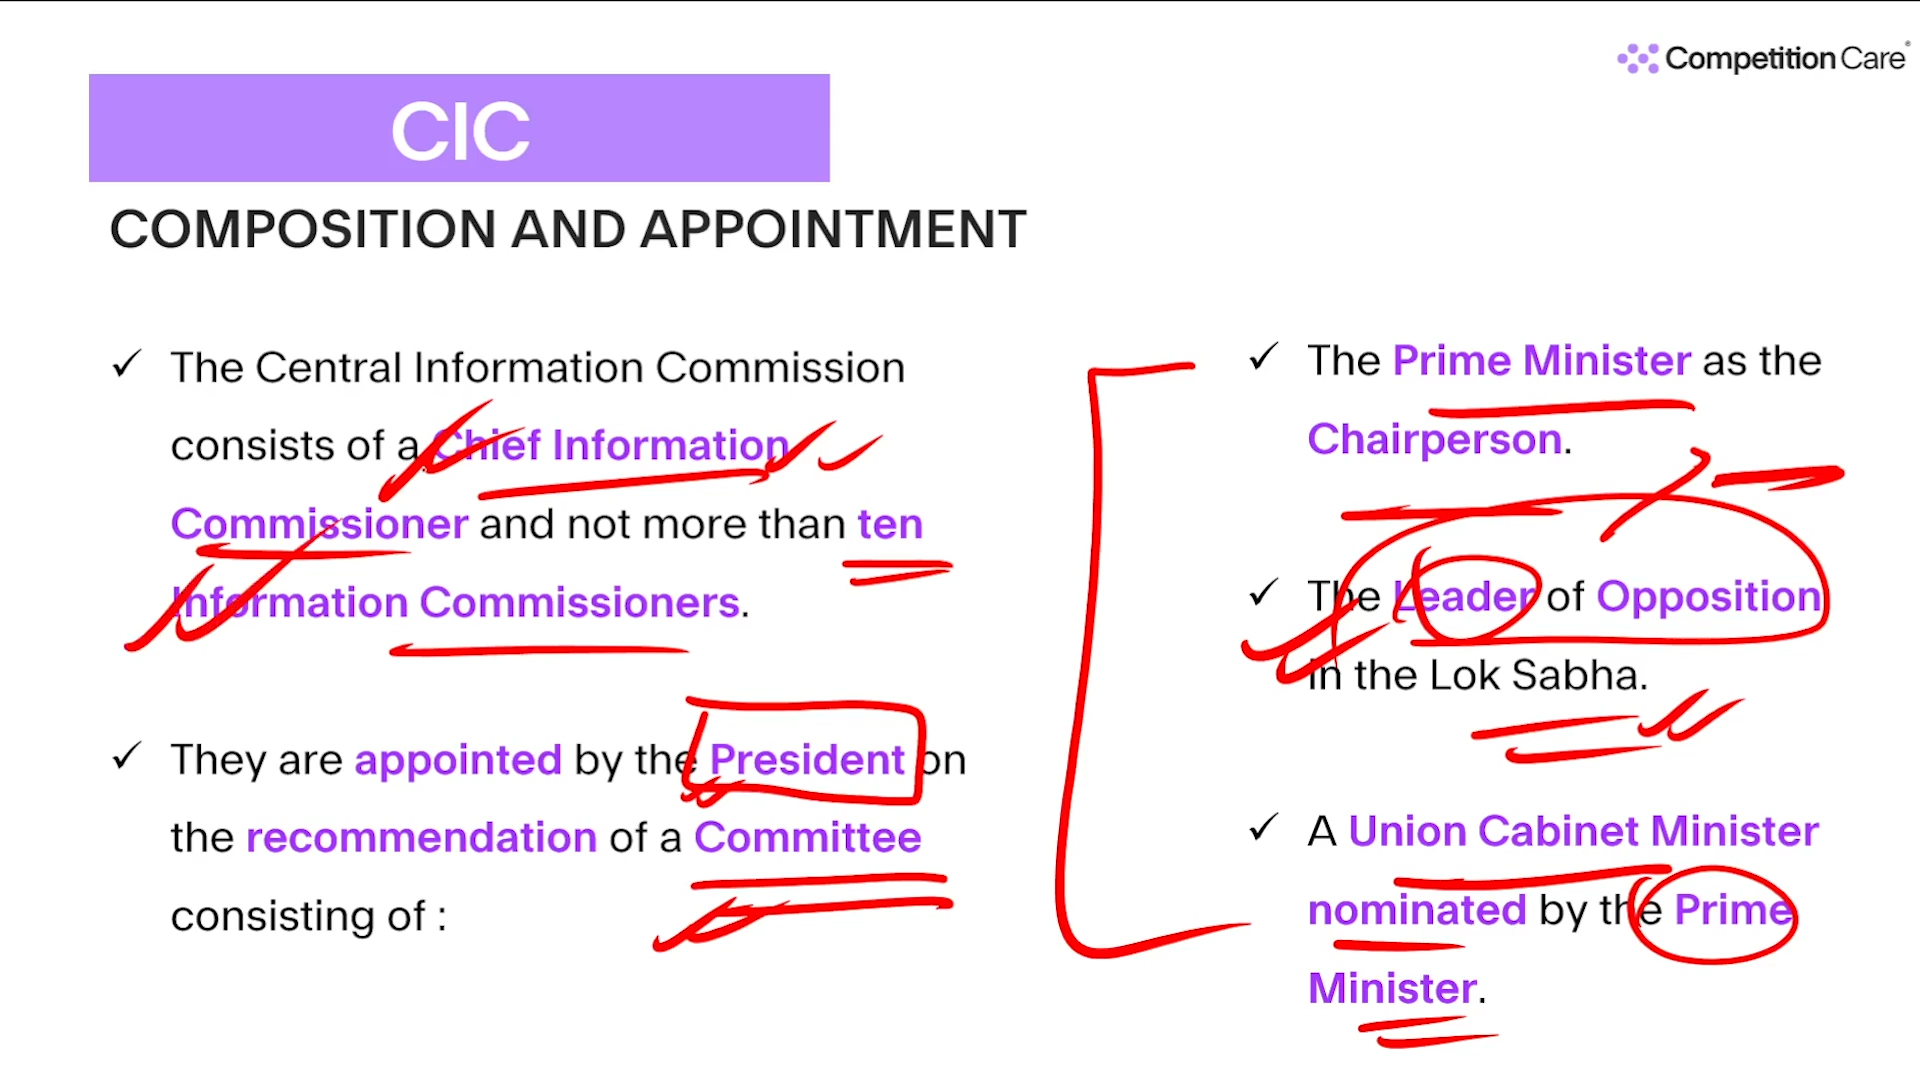 Competition Care
CIC
COMPOSITION AND APPOINTMENT
✓ The Central Information Commission
consists of a Chief Information
Commissioner and not more than ten
Information Commissioners.
✓ They are appointed by the President on
the recommendation of a Committee
consisting of :
✓ The Prime Minister as the
Chairperson.
✓ The Leader of Opposition
in the Lok Sabha.
✓ A Union Cabinet Minister
nominated by the Prime
Minister.